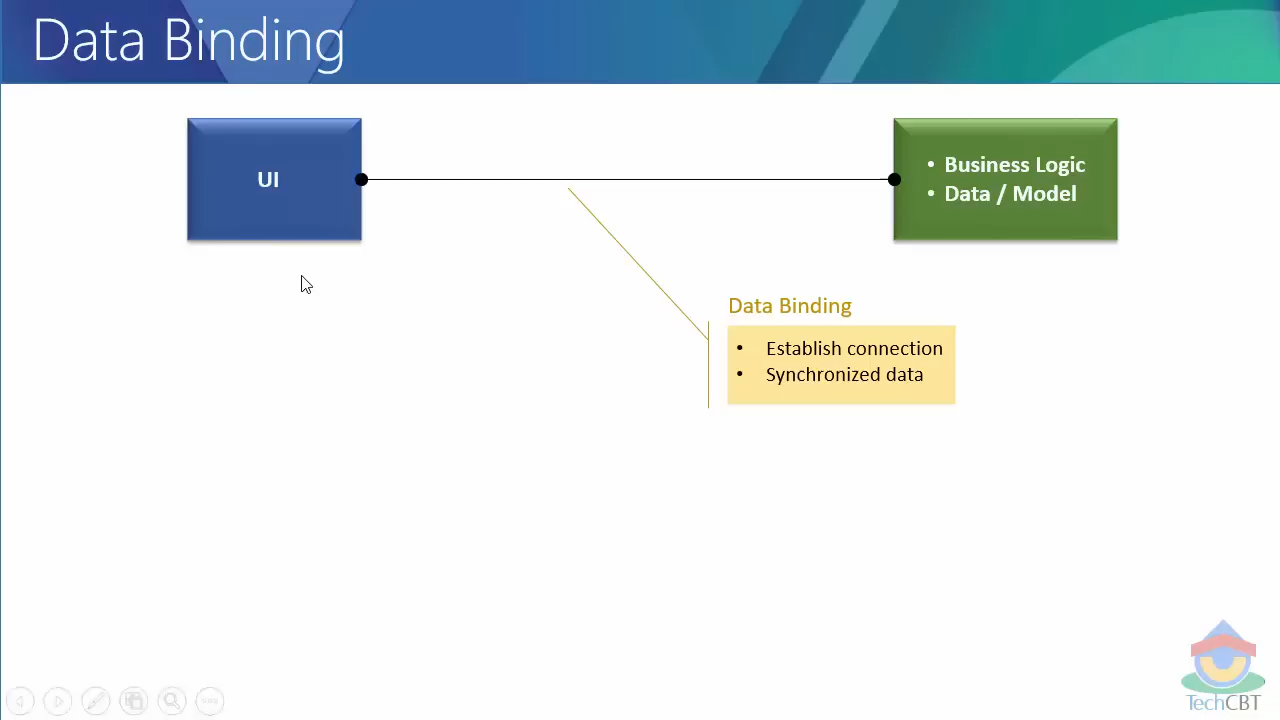 Data Binding
UI
• Business Logic
• Data / Model
Data Binding
• Establish connection
• Synchronized data
TechCBT